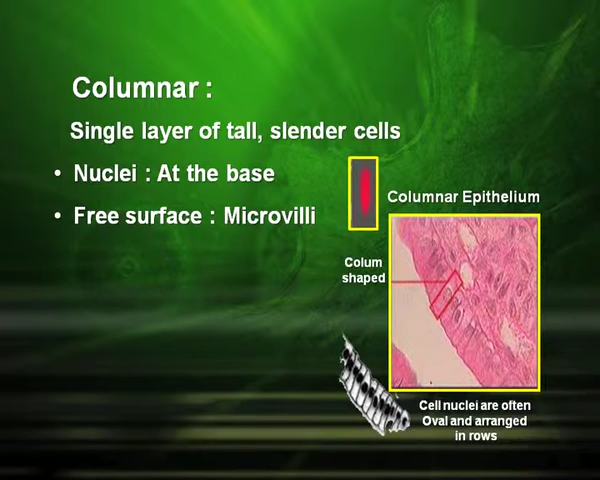 Columnar :
Single layer of tall, slender cells
• Nuclei : At the base
• Free surface : Microvilli
Columnar Epithelium
Colum
shaped
Cell nuclei are often
Oval and arranged
in rows